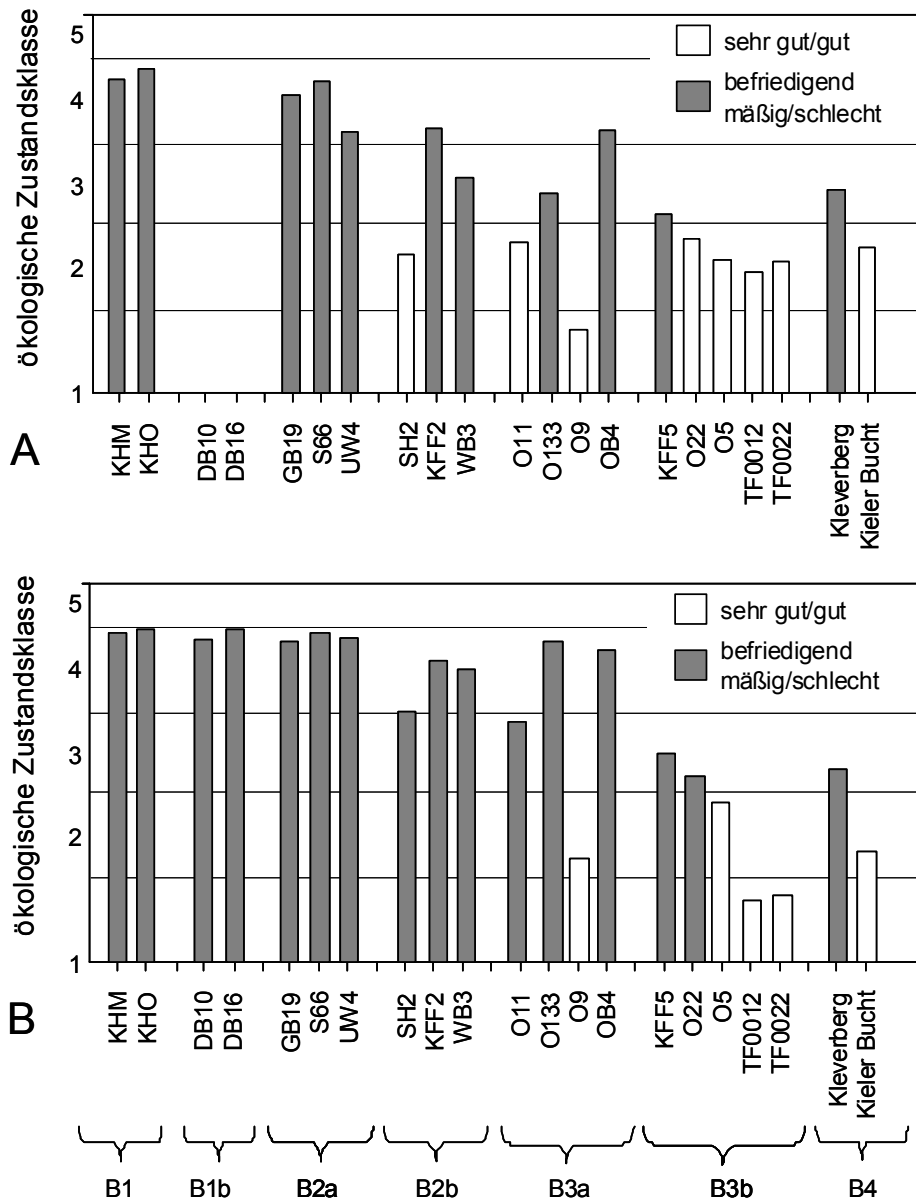 ökologische Zustandsklasse
5
4
3
2
1
sehr gut/gut
befriedigend
mäßig/schlecht
A
KHM
KHO
DB10
DB16
GB19
S66
UW4
SH2
KFF2
WB3
O11
O133
O9
OB4
KFF5
O22
O5
TF0012
TF0022
Kleverberg
Kieler Bucht
ökologische Zustandsklasse
5
4
3
2
1
sehr gut/gut
befriedigend
mäßig/schlecht
B
KHM
KHO
DB10
DB16
GB19
S66
UW4
SH2
KFF2
WB3
O11
O133
O9
OB4
KFF5
O22
O5
TF0012
TF0022
Kleverberg
Kieler Bucht
B1
B1b
B2a
B2b
B3a
B3b
B4